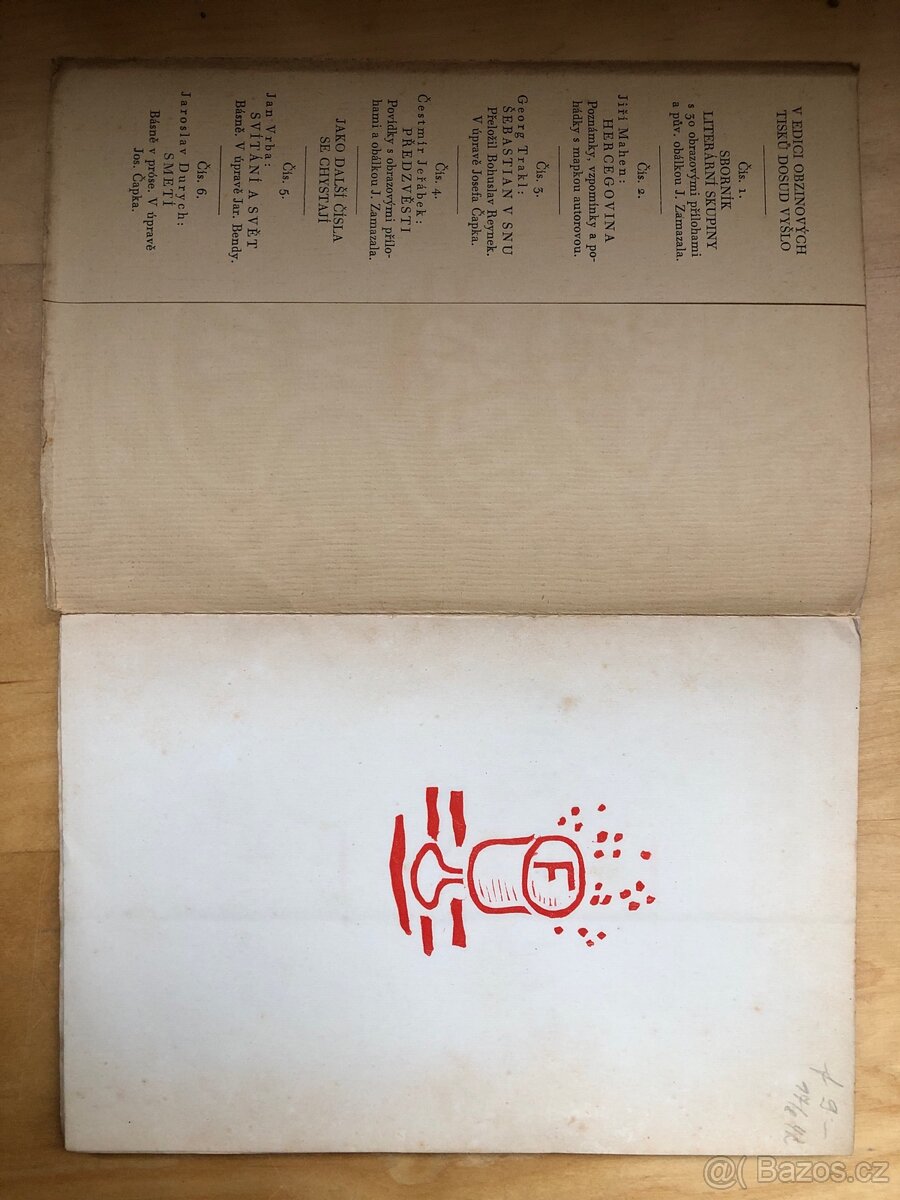 V EDICI OBZINOVÝCH
TISKŮ DOSUD VYŠLO
Čís. 1.
LITERÁRNÍ SKUPINY
SBORNÍK
s 30 obrazovými přílohami
a pův. obálkou J. Zamazala.
Čís. 2.
Jiří Mahen:
HERCEGOVINA
Poznámky, vzpomínky a po-
hádky s mapkou autorovou.
Čís. 3.
Georg Trakl:
ŠEBASTIAN V SNU
Přeložil Bohuslav Reynek.
V úpravě Josefa Čapka.
Čís. 4.
Čestmír Jeřábek:
PŘEDZVĚSTI
Povídky s obrazovými přílo-
hami a obálkou J. Zamazala.
JAKO DALŠÍ ČÍSLA
SE CHYSTAJÍ
Čís. 5.
Jan Vrba:
SVÍTÁNÍ A SVĚT
Básně. V úpravě Jar. Bendy.
Čís. 6.
Jaroslav Durych:
SMETÍ
Básně v próse. V úpravě
Jos. Čapka.
F
Bazos.cz